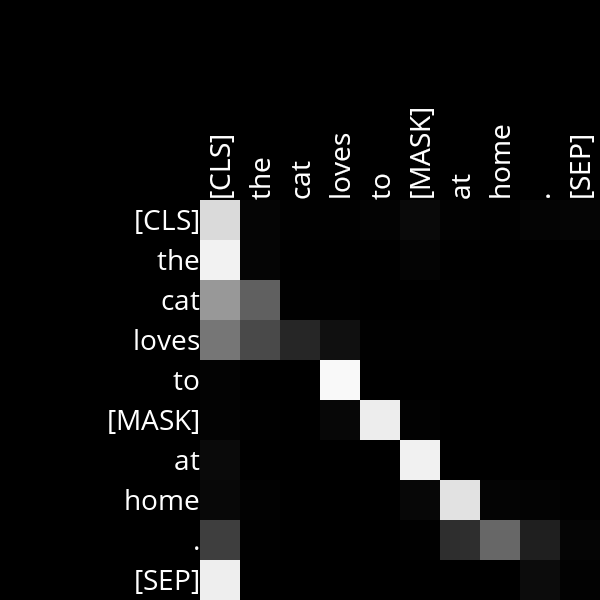 [CLS] the cat loves to [MASK] at home . [SEP]
[CLS]
the
cat
loves
to
[MASK]
at
home
.
[SEP]